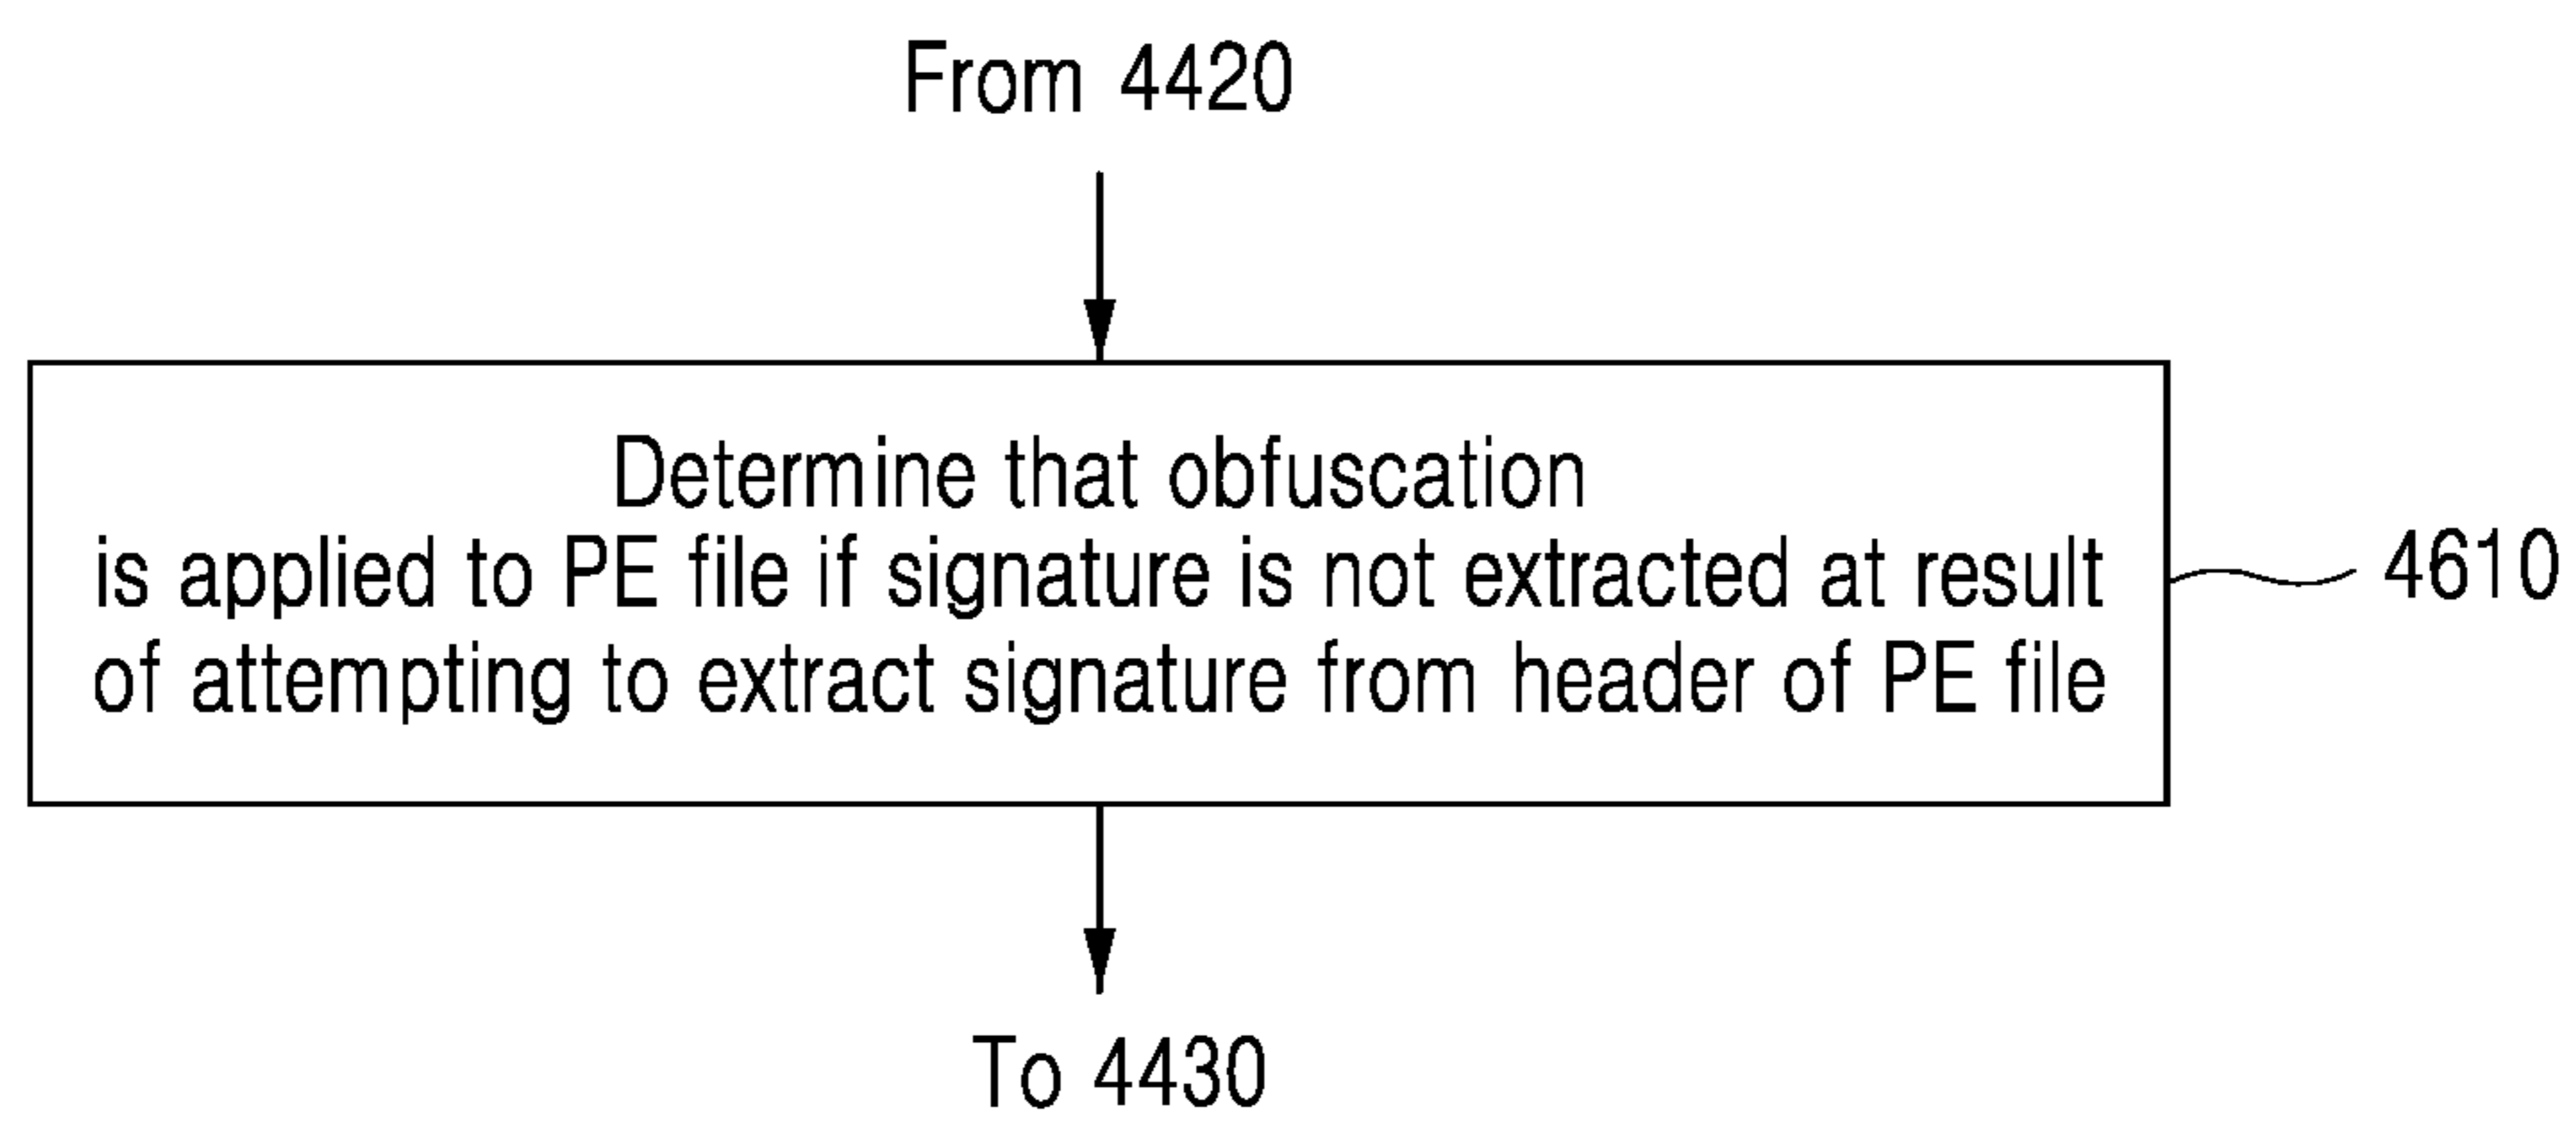 From 4420
Determine that obfuscation
is applied to PE file if signature is not extracted at result
of attempting to extract signature from header of PE file
4610
To 4430